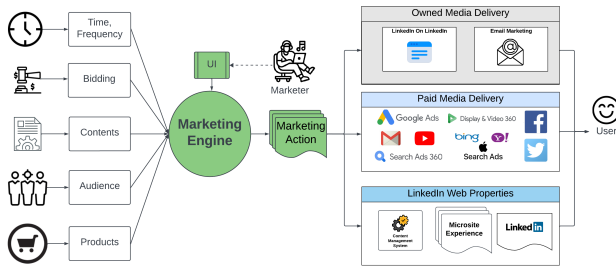 Time,
Frequency
Bidding
Contents
Audience
Products
UI
Marketer
Marketing
Engine
Marketing
Action
Owned Media Delivery
LinkedIn On LinkedIn
Email Marketing
Paid Media Delivery
Google Ads
Display & Video 360
bing
Y!
Search Ads 360
Search Ads
LinkedIn Web Properties
Content
Management
System
Microsite
Experience
Linkedin
User